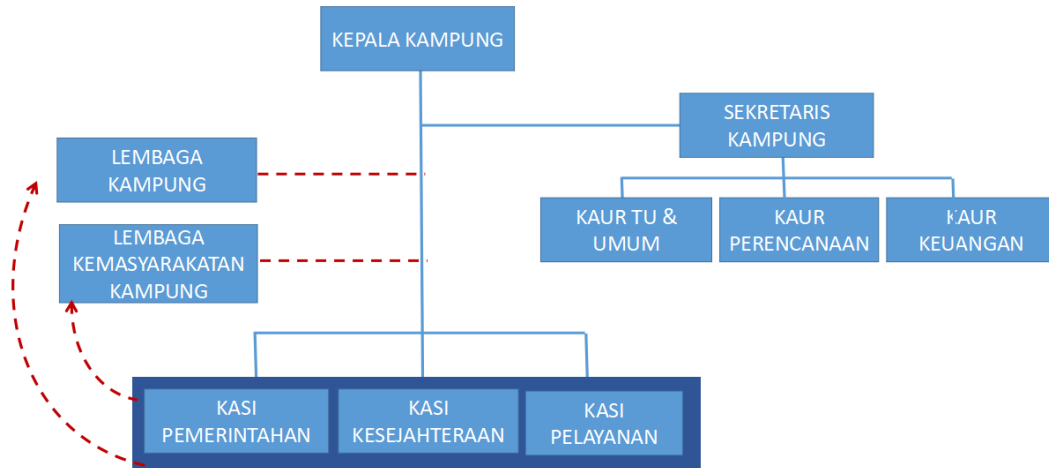 KEPALA KAMPUNG
SEKRETARIS
KAMPUNG
LEMBAGA
KAMPUNG
KAUR TU &
UMUM
KAUR
PERENCANAAN
KAUR
KEUANGAN
LEMBAGA
KEMASYARAKATAN
KAMPUNG
KASI
PEMERINTAHAN
KASI
KESEJAHTERAAN
KASI
PELAYANAN